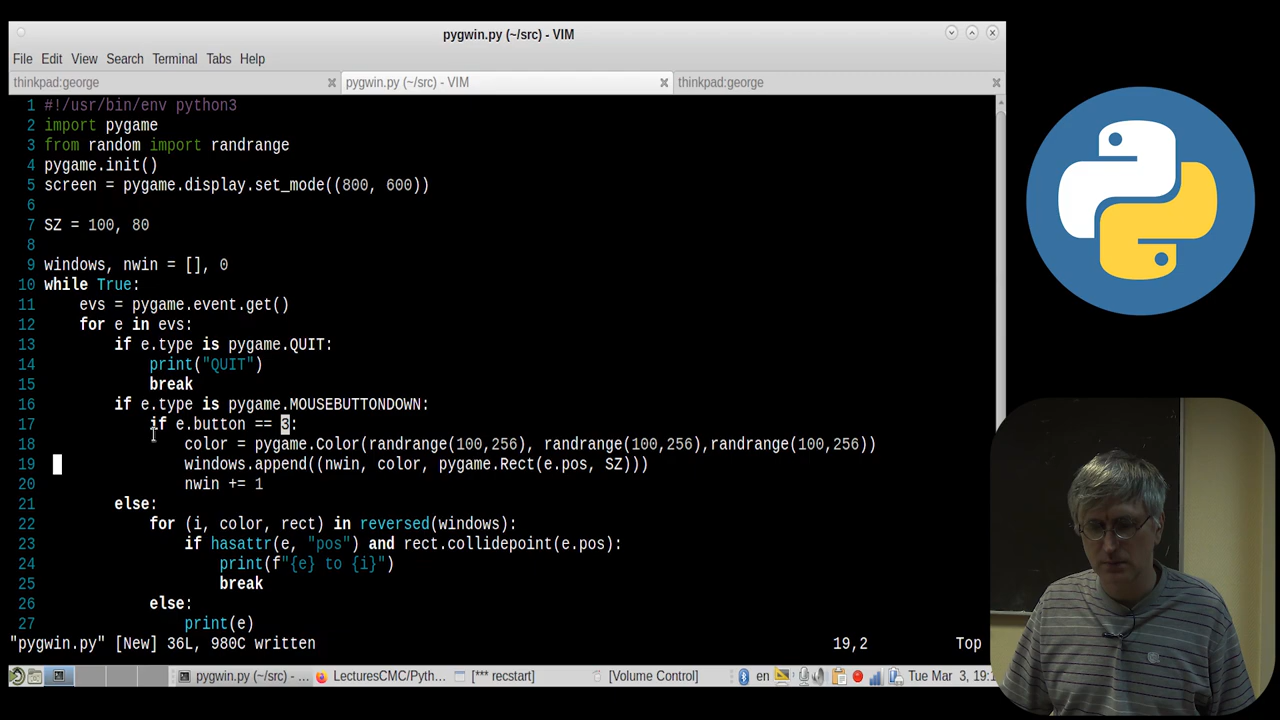 pygwin.py (~/src) - VIM
File Edit View Search Terminal Tabs Help
thinkpad:george pygwin.py (~/src) - VIM thinkpad:george
1 #!/usr/bin/env python3
2 import pygame
3 from random import randrange
4 pygame.init()
5 screen = pygame.display.set_mode((800, 600))
6
7 SZ = 100, 80
8
9 windows, nwin = [], 0
10 while True:
11     evs = pygame.event.get()
12     for e in evs:
13         if e.type is pygame.QUIT:
14             print("QUIT")
15             break
16         if e.type is pygame.MOUSEBUTTONDOWN:
17             if e.button == 3:
18                 color = pygame.Color(randrange(100,256), randrange(100,256),randrange(100,256))
19                 windows.append((nwin, color, pygame.Rect(e.pos, SZ)))
20                 nwin += 1
21         else:
22             for (i, color, rect) in reversed(windows):
23                 if hasattr(e, "pos") and rect.collidepoint(e.pos):
24                     print(f"{e} to {i}")
25                     break
26             else:
27                 print(e)
"pygwin.py" [New] 36L, 980C written 19,2 Top
pygwin.py (~/src) - ... LecturesCMC/Pyth... [*** recstart] [Volume Control] en Tue Mar 3, 19:1